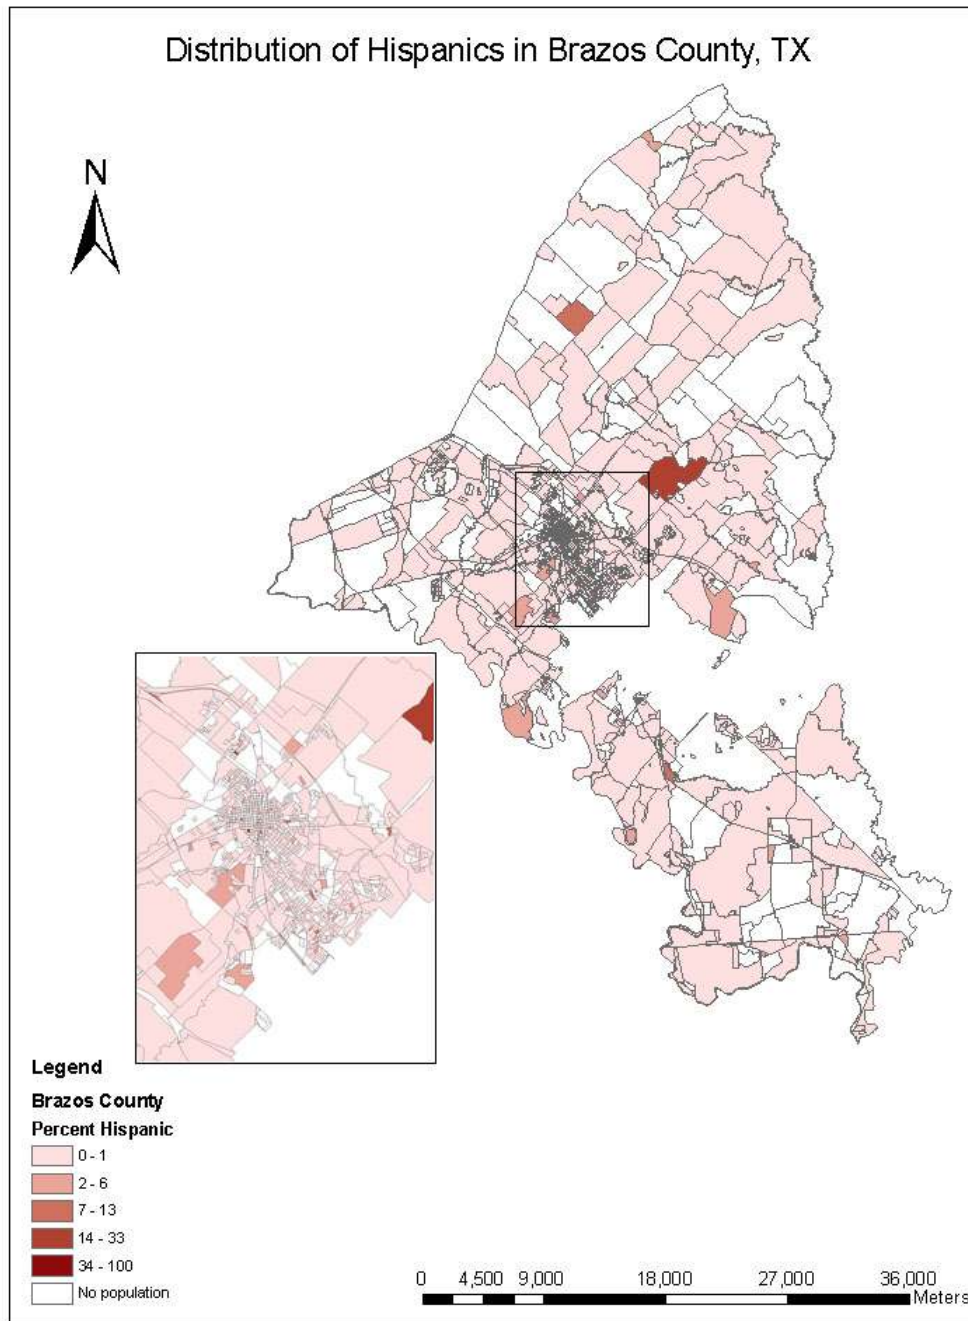 Distribution of Hispanics in Brazos County, TX
N
Legend
Brazos County
Percent Hispanic
0 - 1
2 - 6
7 - 13
14 - 33
34 - 100
No population
0 4,500 9,000 18,000 27,000 36,000
Meters